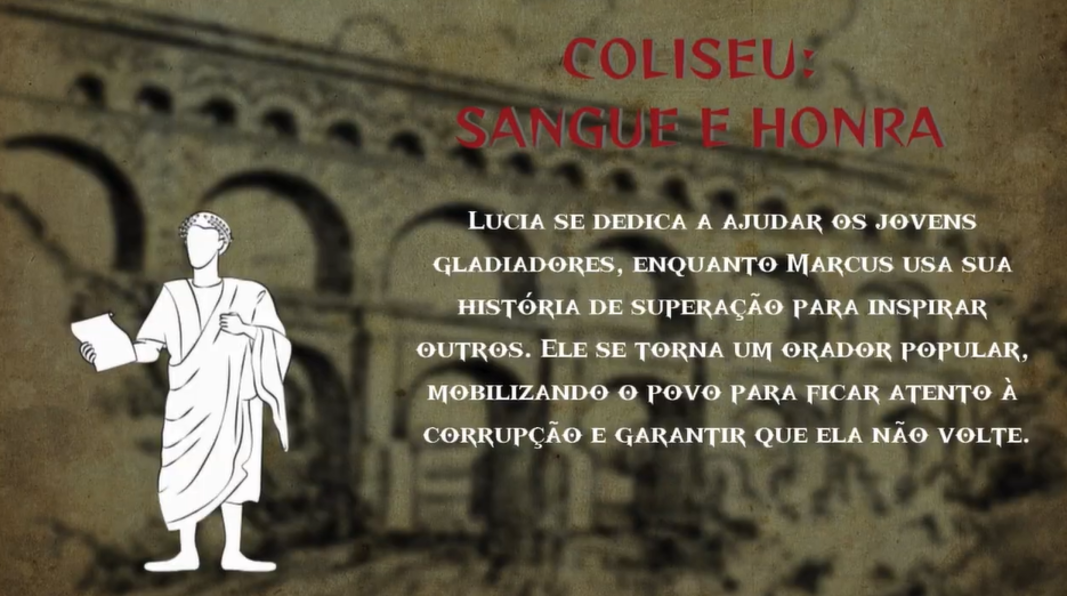 COLISEU:
SANGUE E HONRA
LUCIA SE DEDICA A AJUDAR OS JOVENS
GLADIADORES, ENQUANTO MARCUS USA SUA
HISTÓRIA DE SUPERAÇÃO PARA INSPIRAR
OUTROS. ELE SE TORNA UM ORADOR POPULAR,
MOBILIZANDO O POVO PARA FICAR ATENTO À
CORRUPÇÃO E GARANTIR QUE ELA NÃO VOLTE.